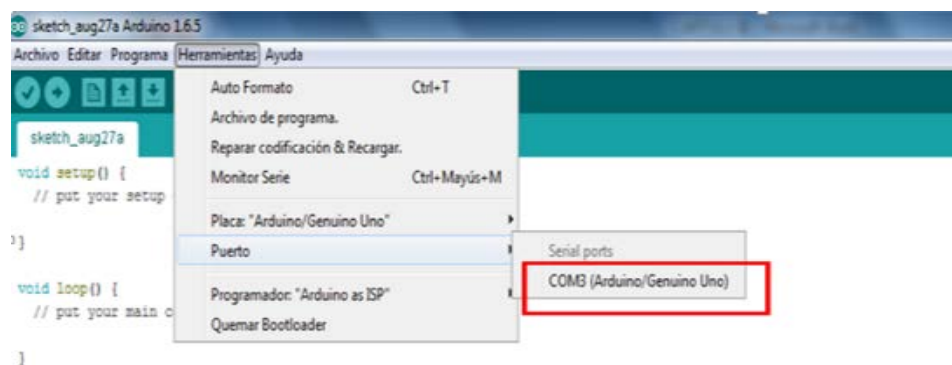 sketch_aug27a Arduino 1.6.5
Archivo Editar Programa Herramientas Ayuda
sketch_aug27a
Auto Formato Ctrl+T
Archivo de programa.
Reparar codificación & Recargar.
Monitor Serie Ctrl+Mayús+M
Placa: "Arduino/Genuino Uno"
Puerto
Serial ports
COM3 (Arduino/Genuino Uno)
Programador: "Arduino as ISP"
Quemar Bootloader
void setup() {
// put your setup
}
void loop() {
// put your main c
}